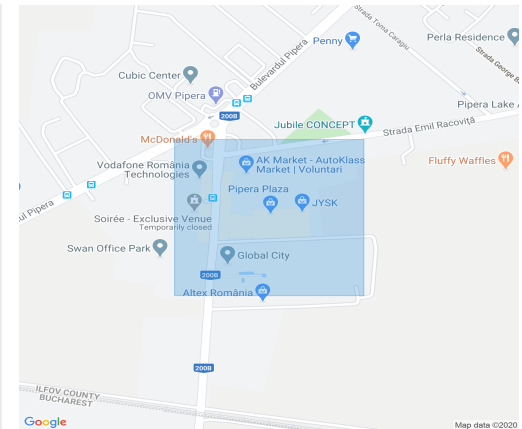 Strada Toma Caragiu
Penny
Perla Residence
Strada George E
Cubic Center
Bulevardul Pipera
OMV Pipera
200B
Pipera Lake
Jubile CONCEPT
Strada Emil Racoviță
McDonald's
Vodafone România
Technologies
AK Market - AutoKlass
Market | Voluntari
Fluffy Waffles
Pipera Plaza
JYSK
ul Pipera
Soirée - Exclusive Venue
Temporarily closed
Swan Office Park
Global City
200B
Altex România
200B
ILFOV COUNTY
BUCHAREST
Google
Map data ©2020